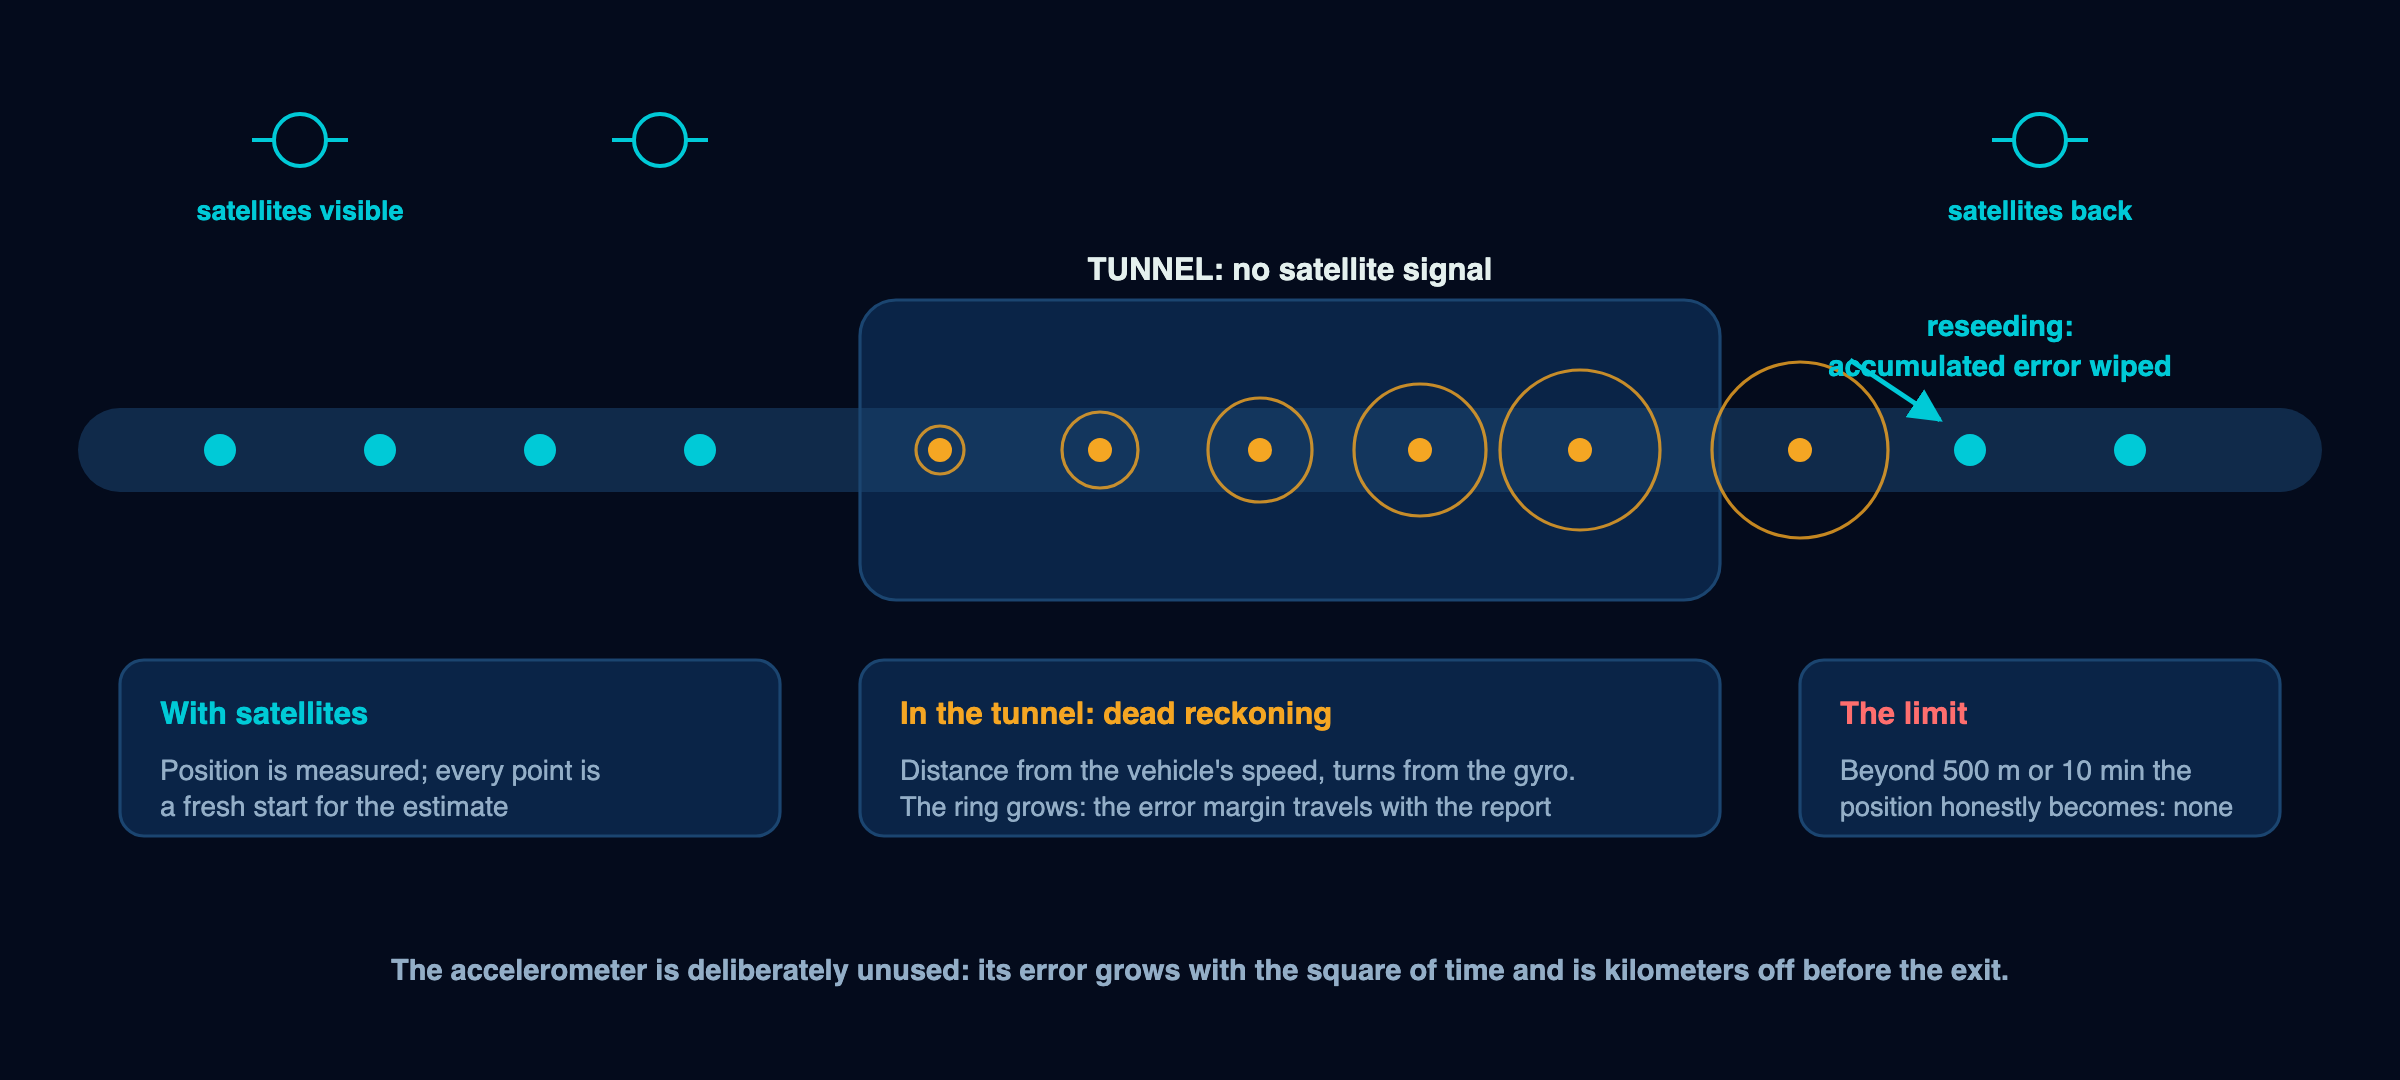 satellites visible
satellites back
TUNNEL: no satellite signal
reseeding:
accumulated error wiped
With satellites
Position is measured; every point is
a fresh start for the estimate
In the tunnel: dead reckoning
Distance from the vehicle's speed, turns from the gyro.
The ring grows: the error margin travels with the report
The limit
Beyond 500 m or 10 min the
position honestly becomes: none
The accelerometer is deliberately unused: its error grows with the square of time and is kilometers off before the exit.